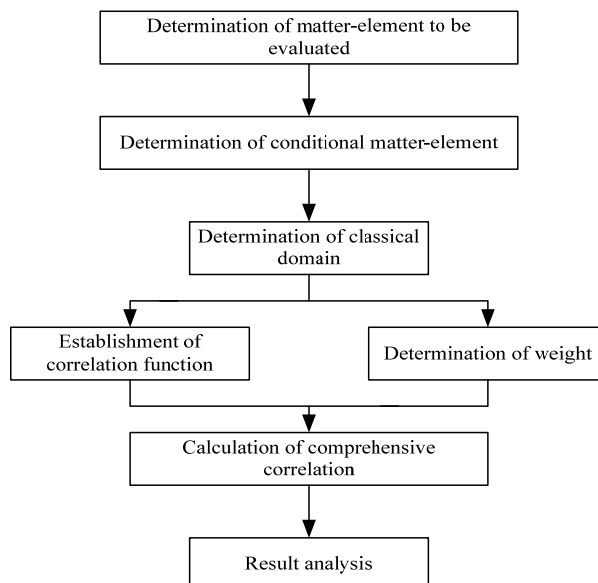 Determination of matter-element to be
evaluated
Determination of conditional matter-element
Determination of classical
domain
Establishment of
correlation function
Determination of weight
Calculation of comprehensive
correlation
Result analysis